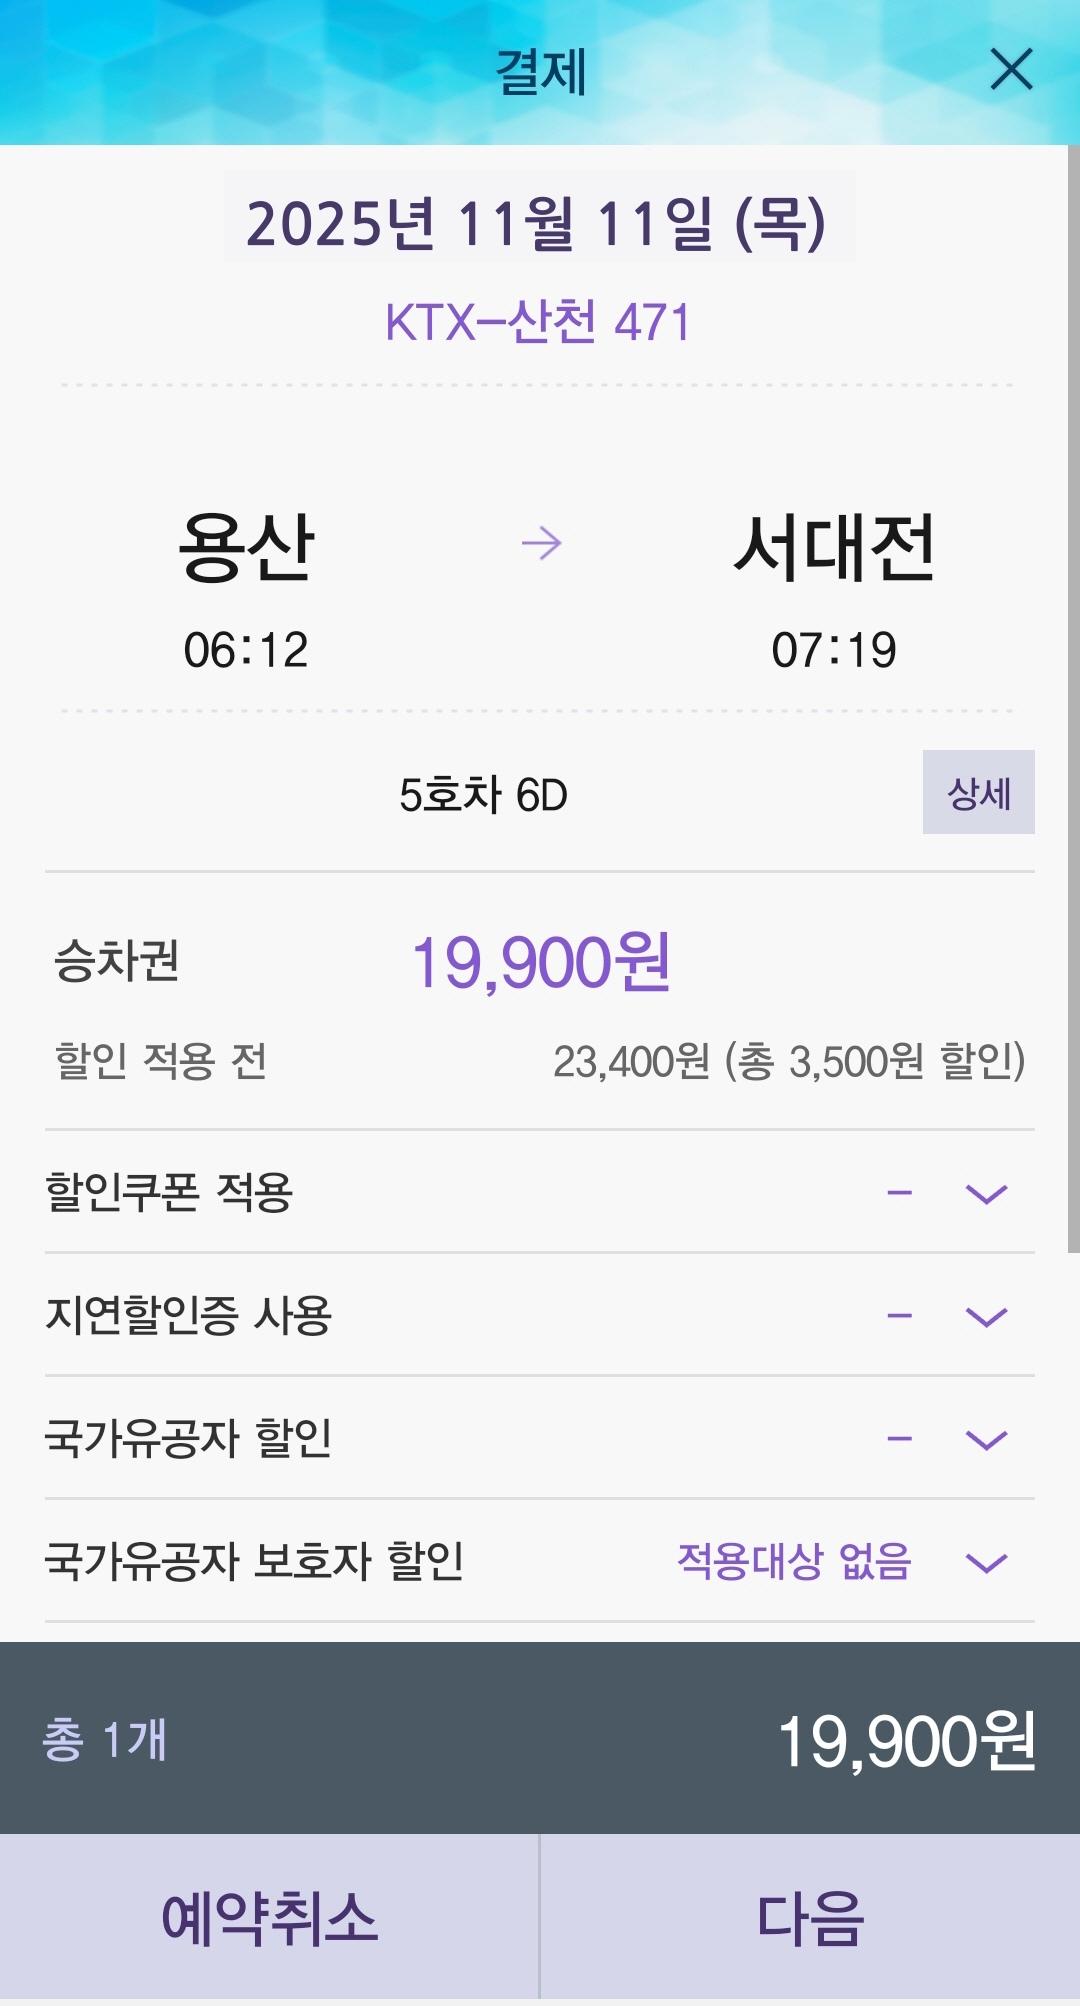 결제
2025년 11월 11일 (목)
KTX-산천 471
용산 → 서대전
06:12 07:19
5호차 6D 상세
승차권 19,900원
할인 적용 전 23,400원 (총 3,500원 할인)
할인쿠폰 적용 -
지연할인증 사용 -
국가유공자 할인 -
국가유공자 보호자 할인 적용대상 없음
총 1개 19,900원
예약취소 다음